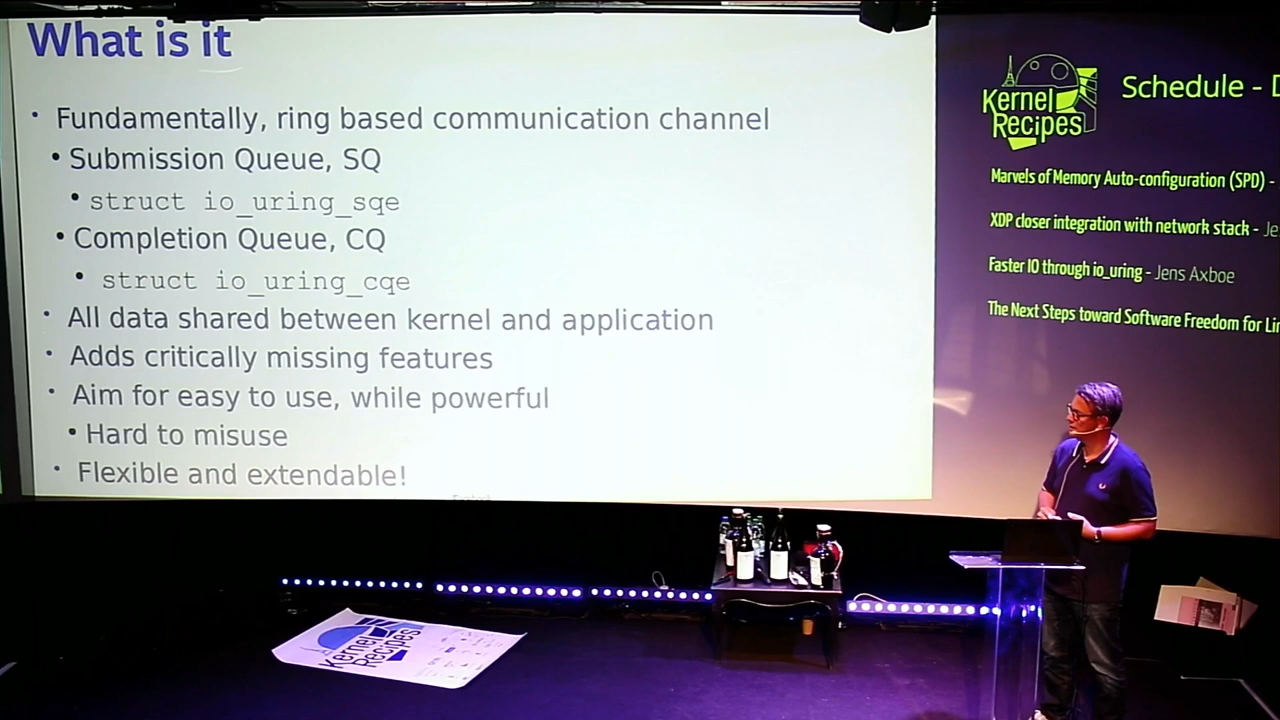 What is it
Fundamentally, ring based communication channel
Submission Queue, SQ
struct io_uring_sqe
Completion Queue, CQ
struct io_uring_cqe
All data shared between kernel and application
Adds critically missing features
Aim for easy to use, while powerful
Hard to misuse
Flexible and extendable!
Kernel
Recipes
Schedule - D
Marvels of Memory Auto-configuration (SPD) -
XDP closer integration with network stack - Je
Faster IO through io_uring - Jens Axboe
The Next Steps toward Software Freedom for Li
Kernel
Recipes